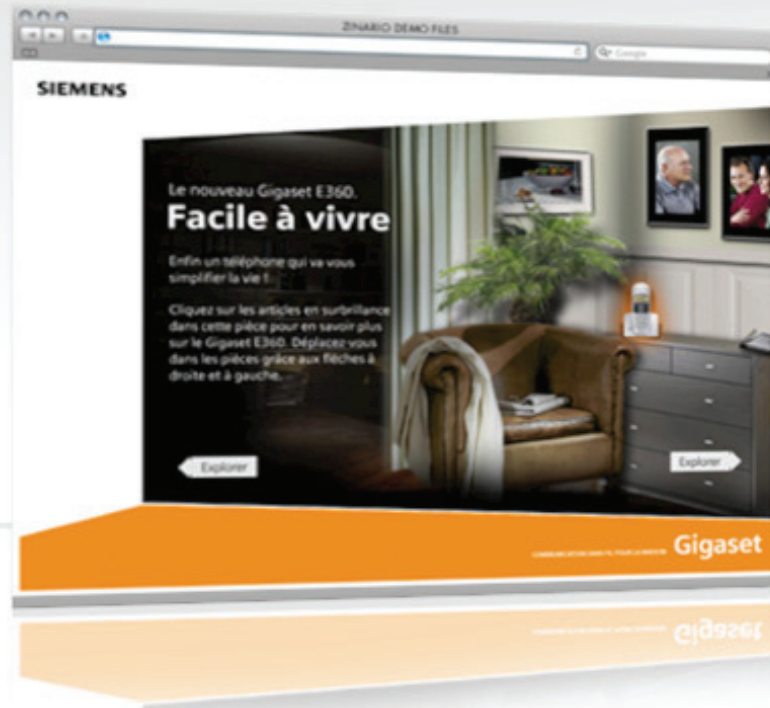 ZINARIO DEMO FILES
Google
SIEMENS
Le nouveau Gigaset E360.
Facile à vivre
Enfin un téléphone qui va vous
simplifier la vie !
Cliquez sur les articles en surbrillance
dans cette pièce pour en savoir plus
sur le Gigaset E360. Déplacez-vous
dans les pièces grâce aux flèches à
droite et à gauche.
Explorer
Explorer
Gigaset